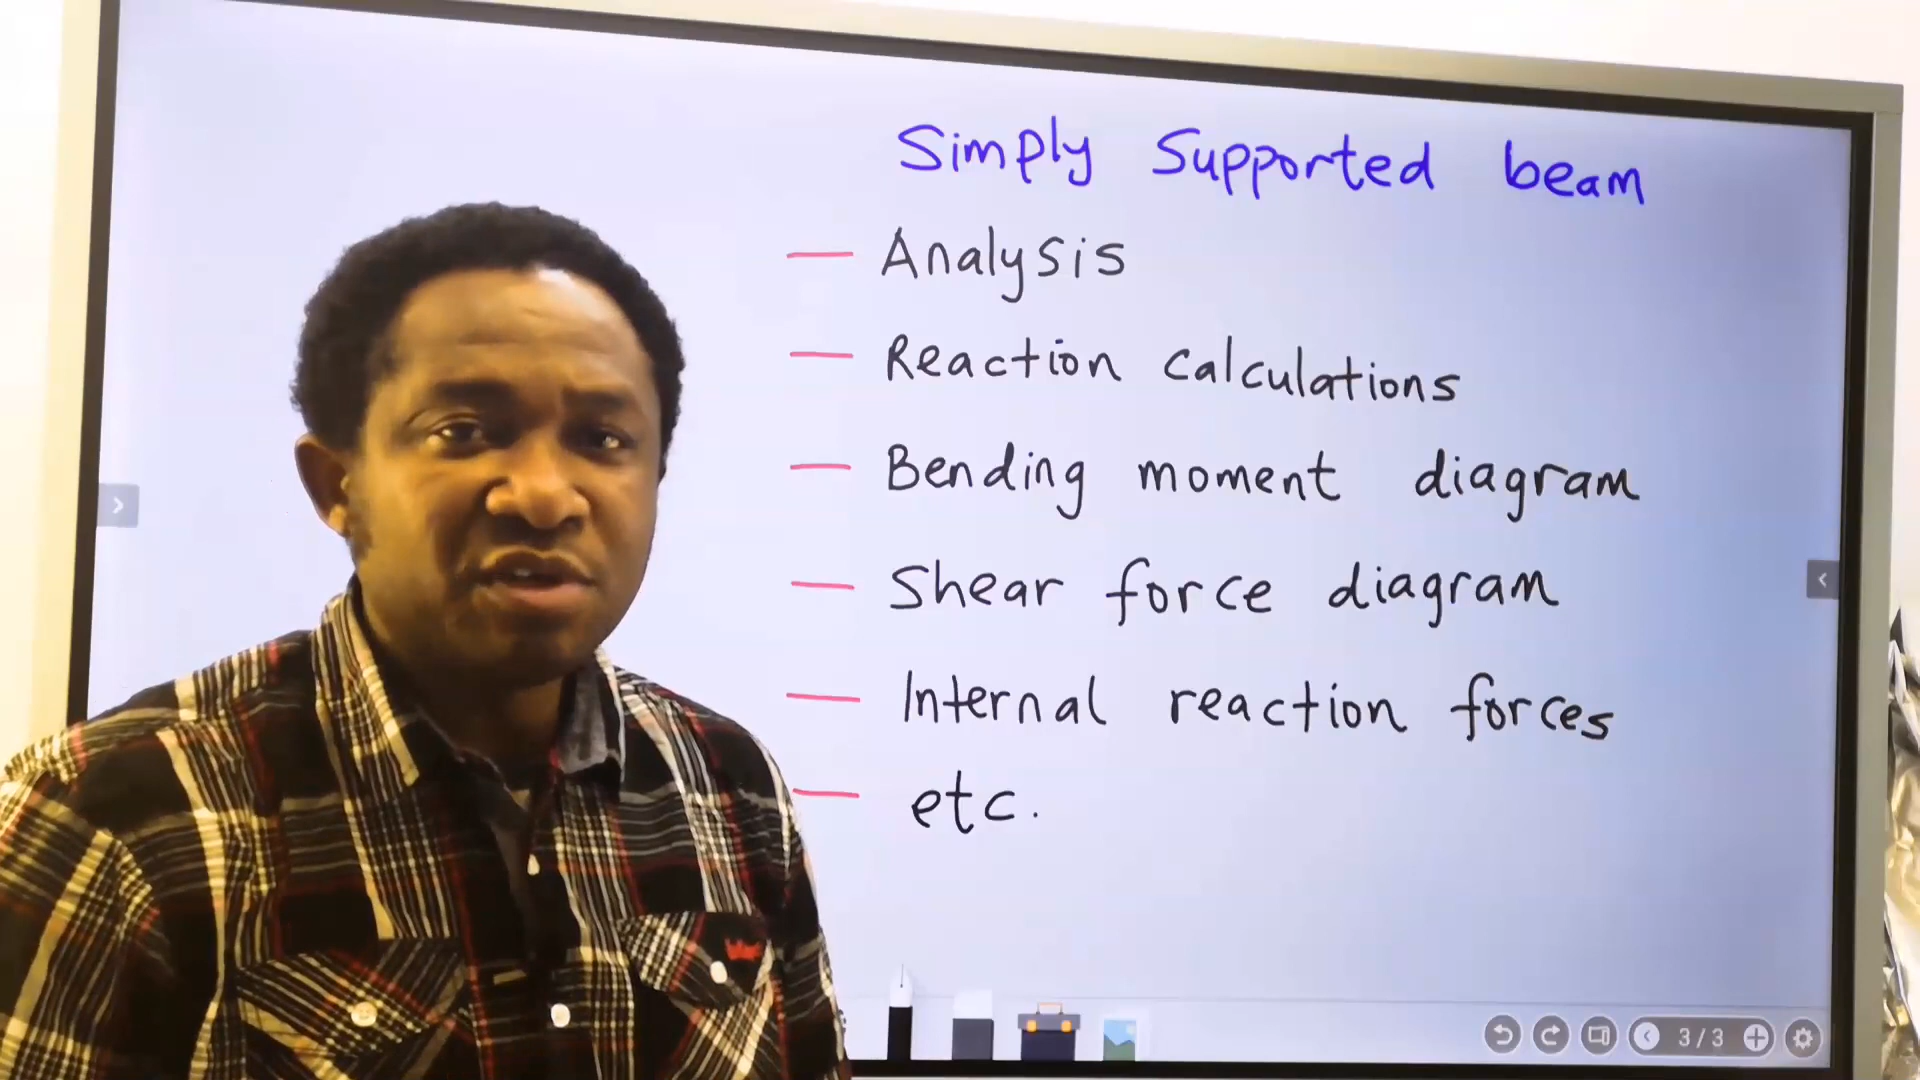 Simply Supported beam
— Analysis
— Reaction calculations
— Bending moment diagram
— Shear force diagram
— Internal reaction forces
— etc.
3/3